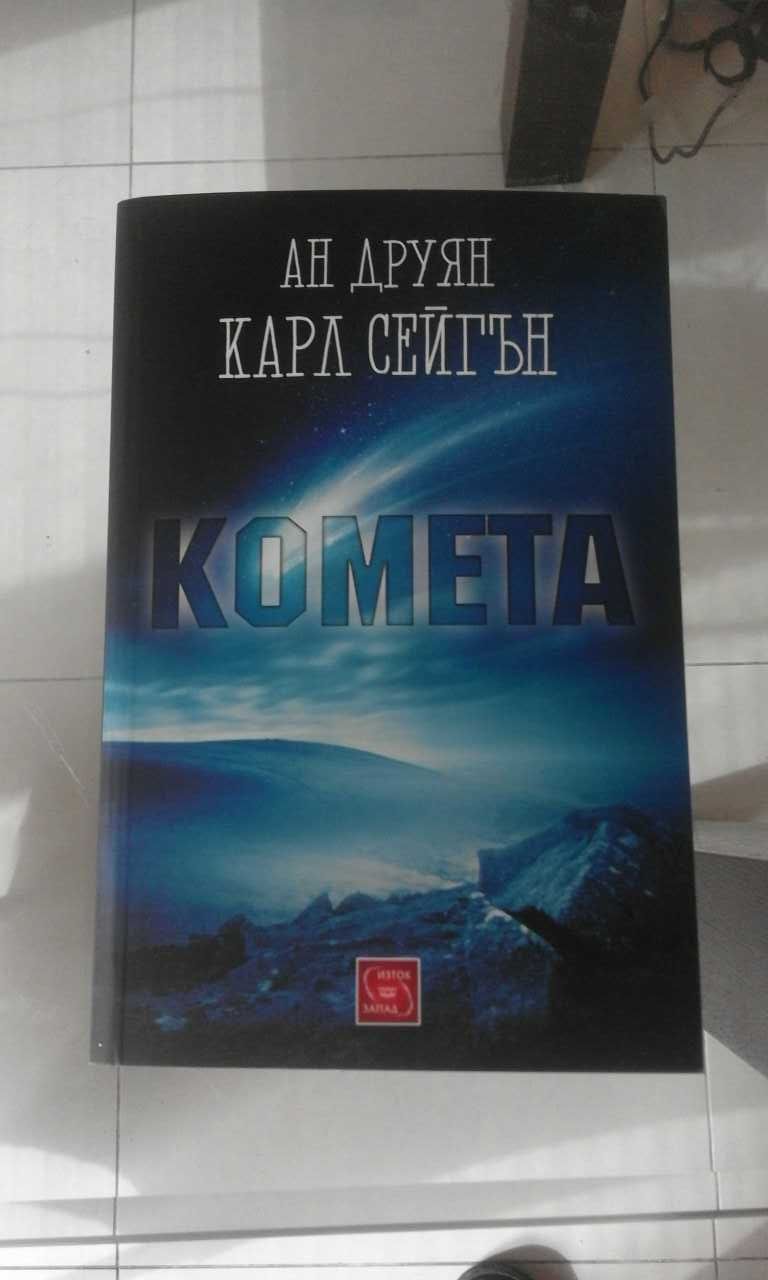 АН ДРУЯН
КАРЛ СЕЙГЪН
КОМЕТА
ИЗТОК
ЗАПАД